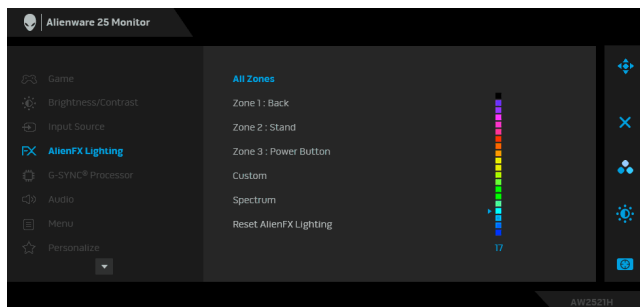 Alienware 25 Monitor
Game
Brightness/Contrast
Input Source
FX AlienFX Lighting
G-SYNC® Processor
Audio
Menu
Personalize
All Zones
Zone 1 : Back
Zone 2 : Stand
Zone 3 : Power Button
Custom
Spectrum
Reset AlienFX Lighting
17
AW2521H